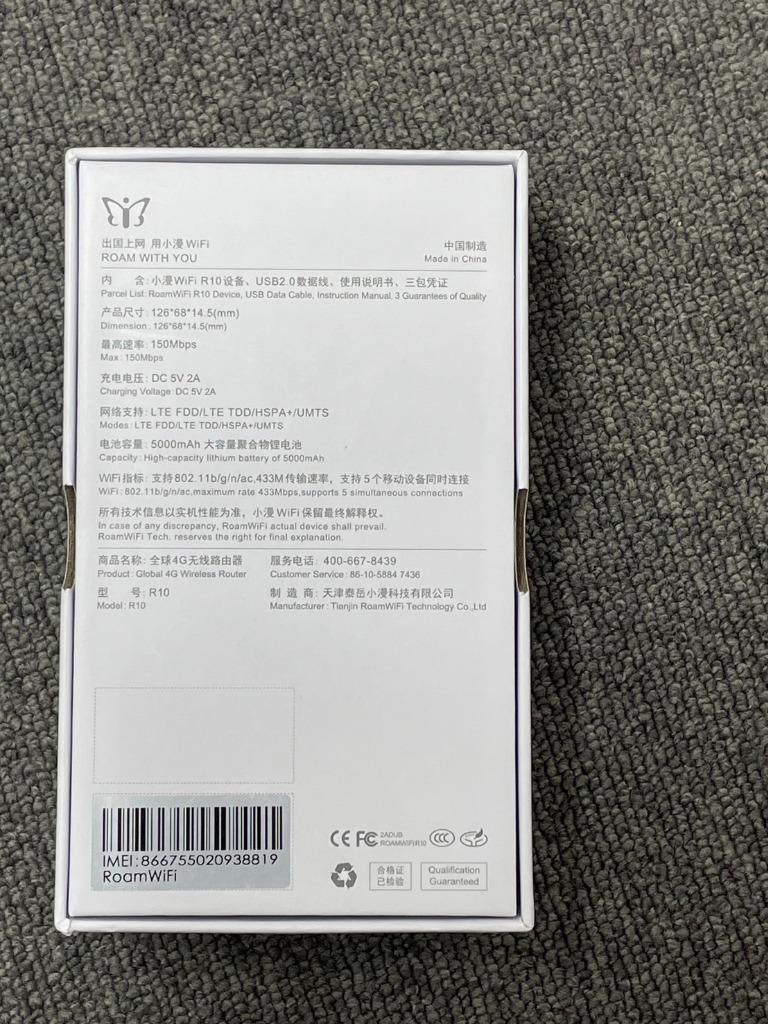 出国上网 用小漫WiFi
ROAM WITH YOU
中国制造
Made in China
内 含: 小漫WiFi R10设备、USB2.0数据线、使用说明书、三包凭证
Parcel List: RoamWiFi R10 Device, USB Data Cable, Instruction Manual, 3 Guarantees of Quality
产品尺寸: 126*68*14.5(mm)
Dimension: 126*68*14.5(mm)
最高速率: 150Mbps
Max: 150Mbps
充电电压: DC 5V 2A
Charging Voltage: DC 5V 2A
网络支持: LTE FDD/LTE TDD/HSPA+/UMTS
Modes: LTE FDD/LTE TDD/HSPA+/UMTS
电池容量: 5000mAh 大容量聚合物锂电池
Capacity: High-capacity lithium battery of 5000mAh
WiFi指标: 支持802.11b/g/n/ac,433M传输速率，支持5个移动设备同时连接
WiFi: 802.11b/g/n/ac,maximum rate 433Mbps,supports 5 simultaneous connections
所有技术信息以实机性能为准，小漫WiFi保留最终解释权。
In case of any discrepancy, RoamWiFi actual device shall prevail.
RoamWiFi Tech. reserves the right for final explanation.
商品名称: 全球4G无线路由器
Product: Global 4G Wireless Router
服务电话: 400-667-8439
Customer Service: 86-10-5884 7436
型 号: R10
Model: R10
制 造 商: 天津泰岳小漫科技有限公司
Manufacturer: Tianjin RoamWiFi Technology Co.,Ltd
IMEI:866755020938819
RoamWiFi
CE FC 2ADIJB
ROAMWIFIR10
CCC
合格证
已检验
Qualification
Guaranteed